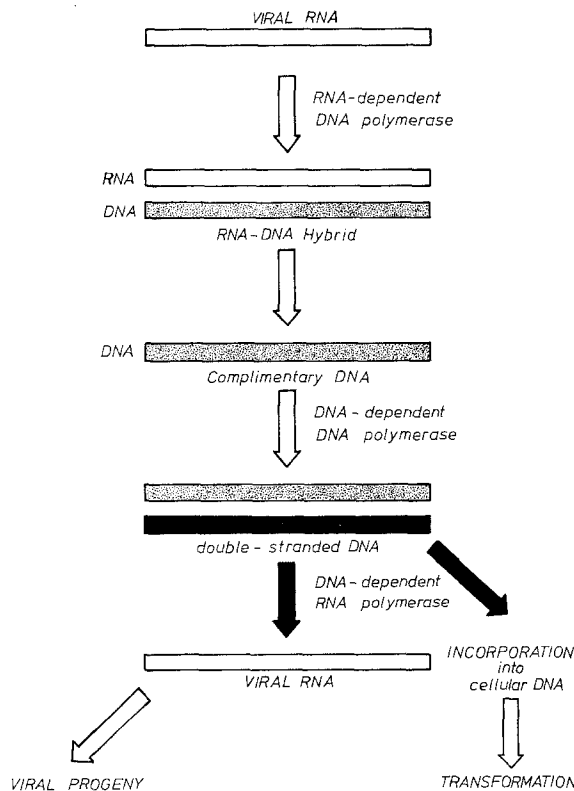 VIRAL RNA
RNA-dependent
DNA polymerase
RNA
DNA
RNA-DNA Hybrid
DNA
Complimentary DNA
DNA-dependent
DNA polymerase
double-stranded DNA
DNA-dependent
RNA polymerase
VIRAL RNA
INCORPORATION
into
cellular DNA
VIRAL PROGENY
TRANSFORMATION